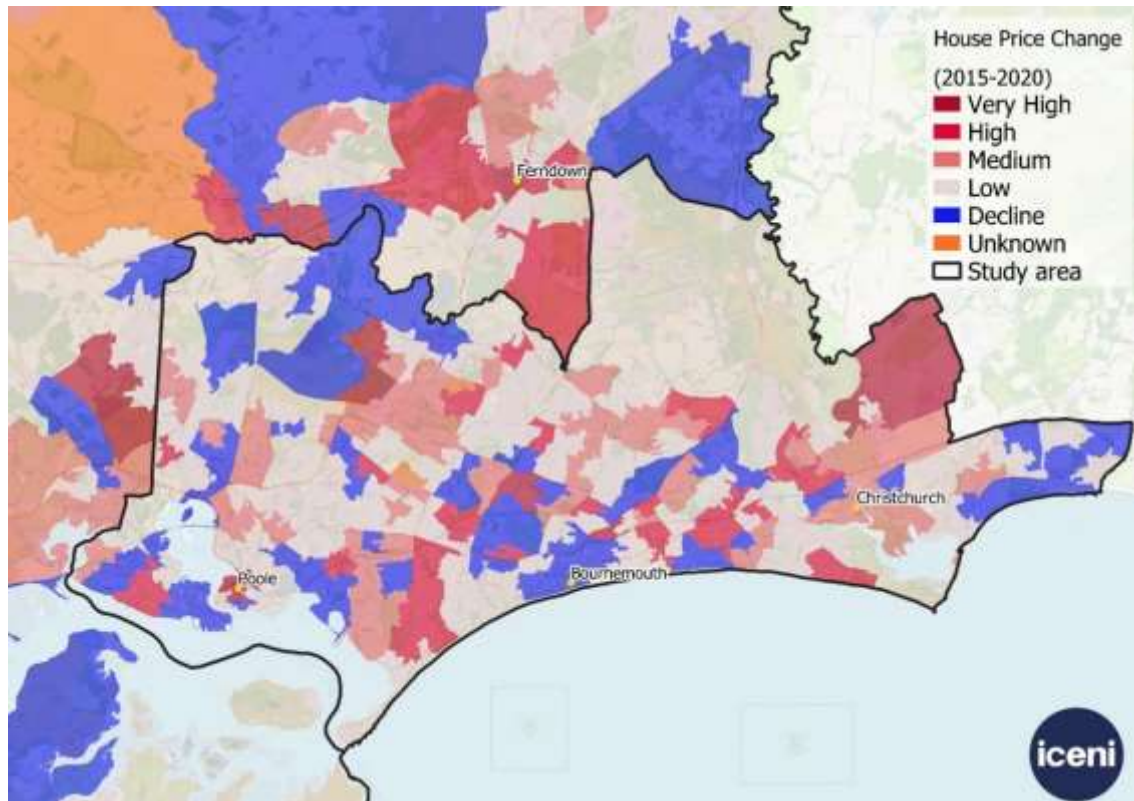 House Price Change
(2015-2020)
Very High
High
Medium
Low
Decline
Unknown
Study area
Ferndown
Christchurch
Bournemouth
Poole
iceni